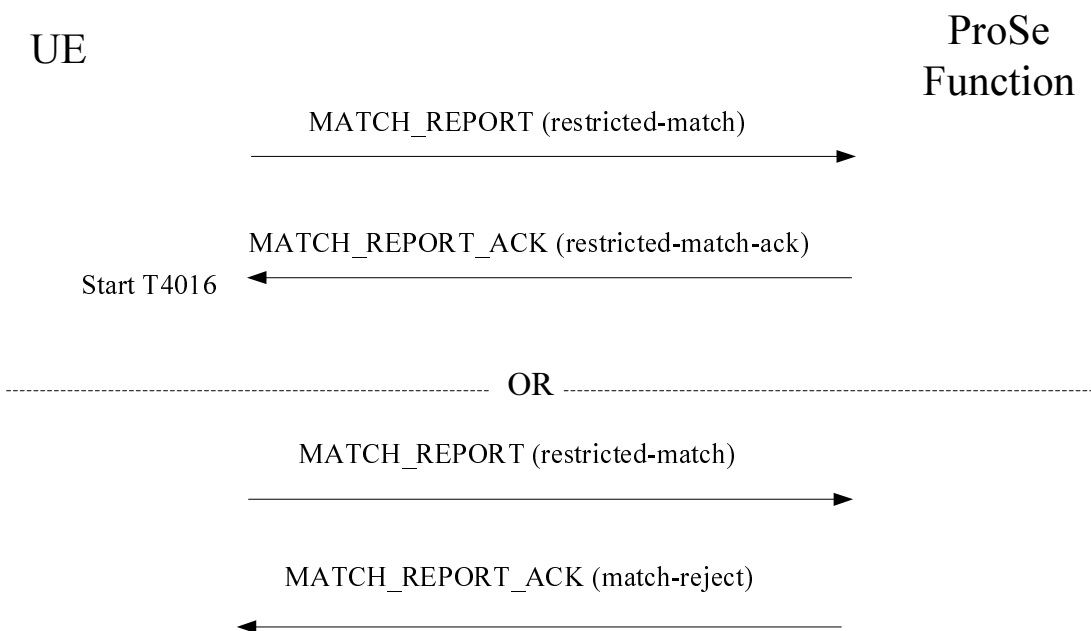 UE
ProSe
Function
MATCH_REPORT (restricted-match)
MATCH_REPORT_ACK (restricted-match-ack)
Start T4016
OR
MATCH_REPORT (restricted-match)
MATCH_REPORT_ACK (match-reject)